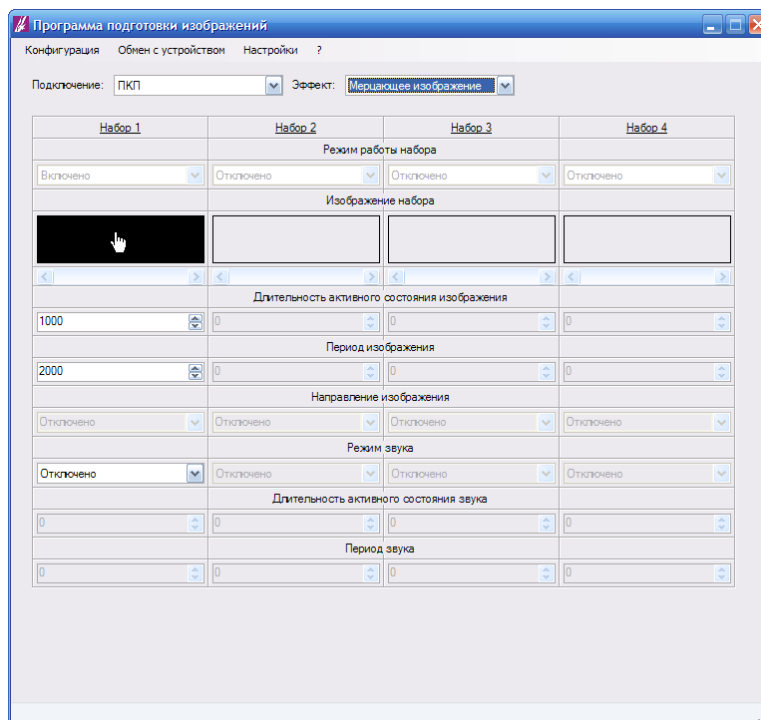 Программа подготовки изображений
Конфигурация Обмен с устройством Настройки ?
Подключение: ПКП Эффект: Мерцающее изображение
Набор 1 Набор 2 Набор 3 Набор 4
Режим работы набора
Включено Отключено Отключено Отключено
Изображение набора
Длительность активного состояния изображения
1000 0 0 0
Период изображения
2000 0 0 0
Направление изображения
Отключено Отключено Отключено Отключено
Режим звука
Отключено Отключено Отключено Отключено
Длительность активного состояния звука
0 0 0 0
Период звука
0 0 0 0